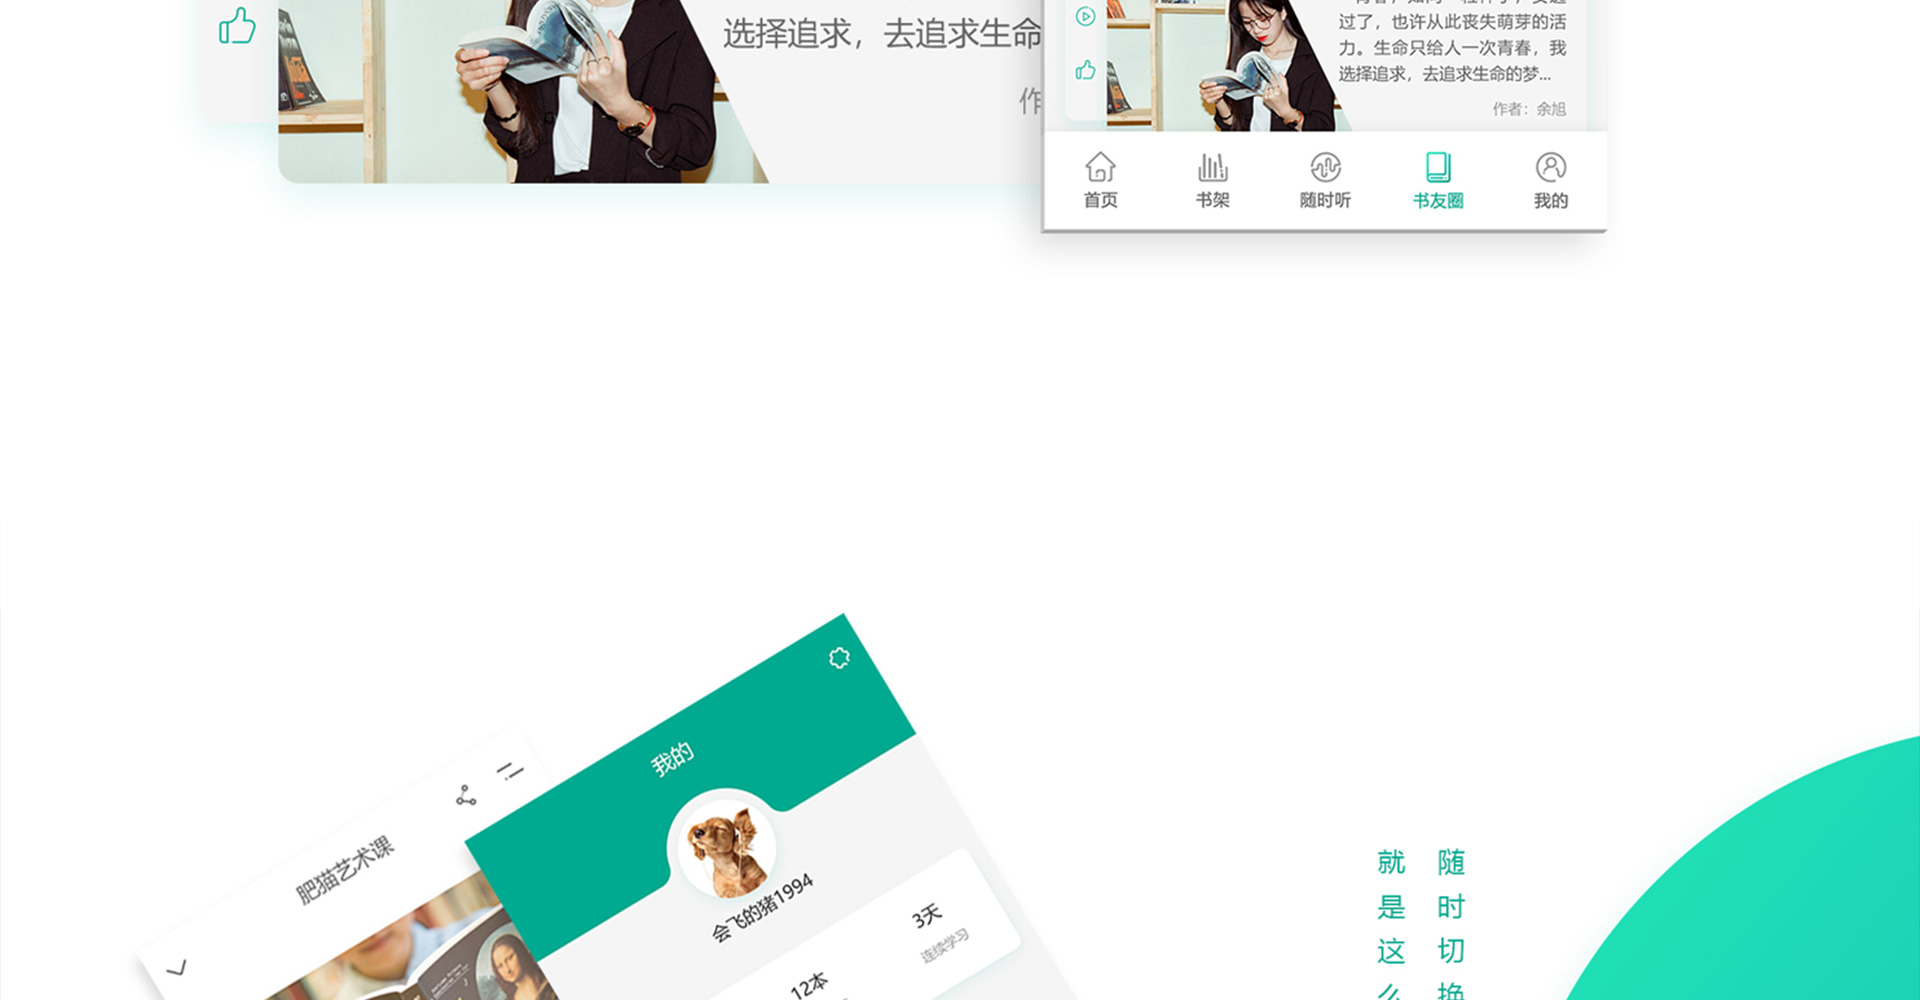 选择追求，去追求生命
作
过了，也许从此丧失萌芽的活
力。生命只给人一次青春，我
选择追求，去追求生命的梦...
作者：余旭
首页
书架
随时听
书友圈
我的
我的
肥猫艺术课
会飞的猪1994
3天
连续学习
12本
随时切换
就是这么